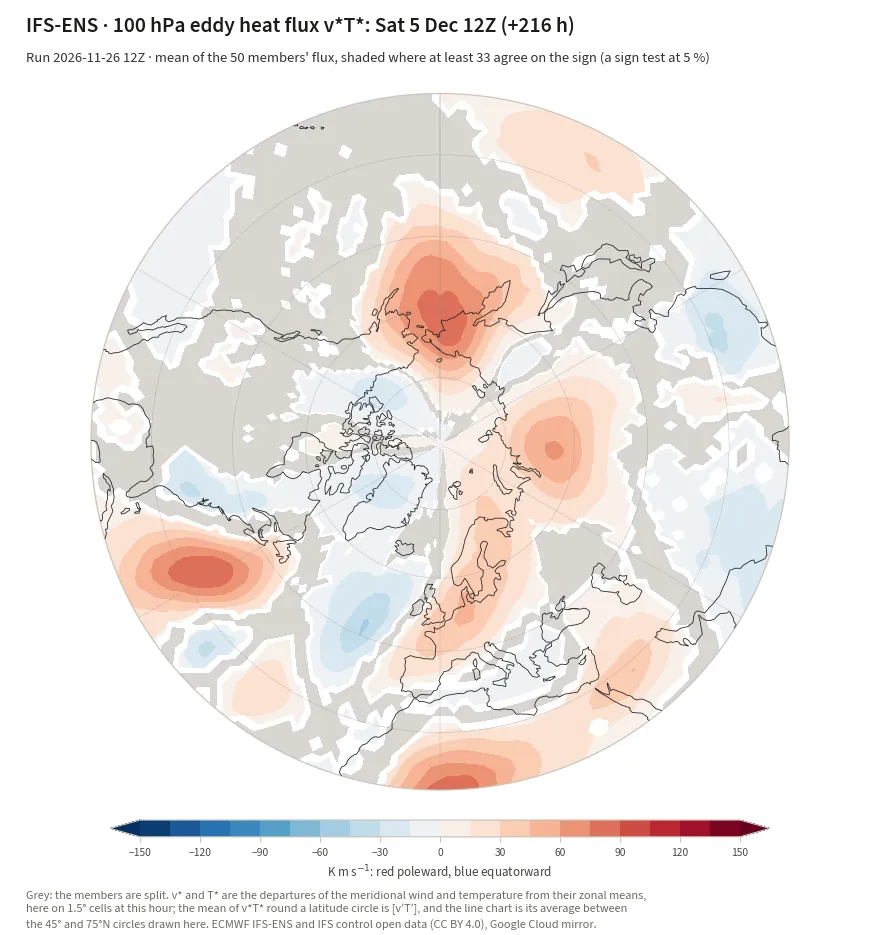 IFS-ENS · 100 hPa eddy heat flux v*T*: Sat 5 Dec 12Z (+216 h)
Run 2026-11-26 12Z · mean of the 50 members' flux, shaded where at least 33 agree on the sign (a sign test at 5 %)
−150 −120 −90 −60 −30 0 30 60 90 120 150
K m s⁻¹: red poleward, blue equatorward
Grey: the members are split. v* and T* are the departures of the meridional wind and temperature from their zonal means,
here on 1.5° cells at this hour; the mean of v*T* round a latitude circle is [v′T′], and the line chart is its average between
the 45° and 75°N circles drawn here. ECMWF IFS-ENS and IFS control open data (CC BY 4.0), Google Cloud mirror.